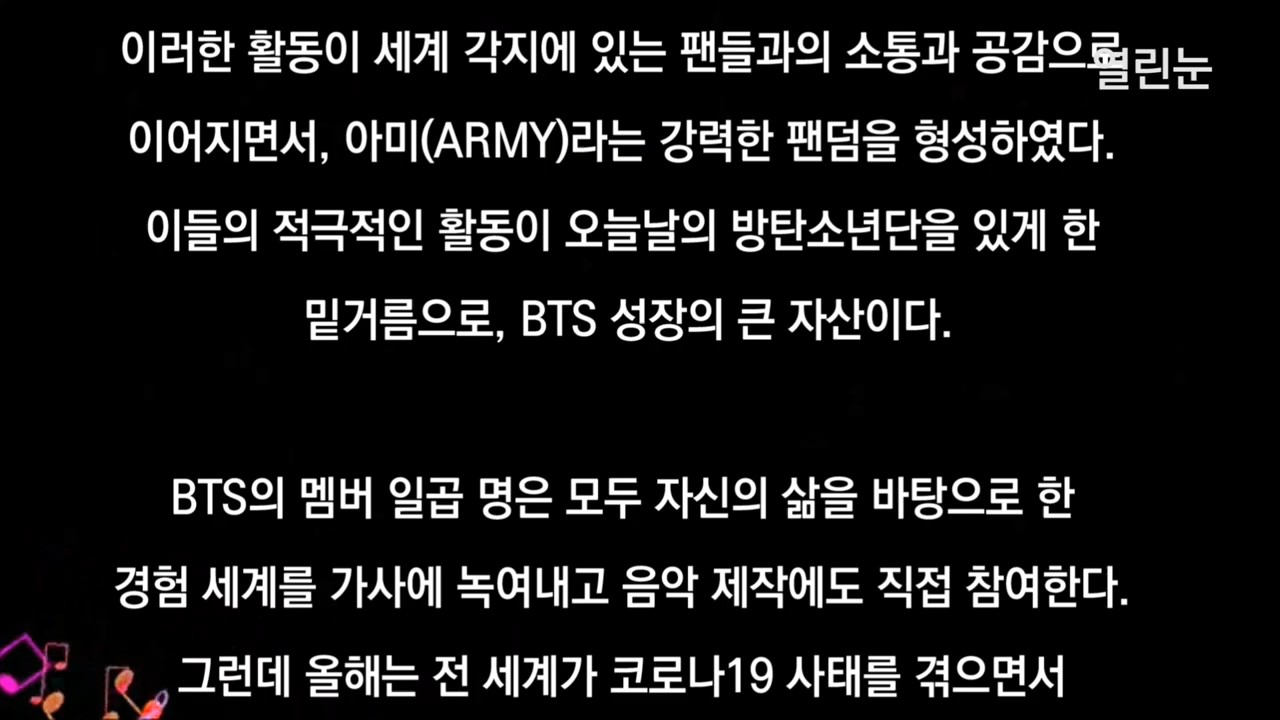 이러한 활동이 세계 각지에 있는 팬들과의 소통과 공감으로
열린눈
이어지면서, 아미(ARMY)라는 강력한 팬덤을 형성하였다.
이들의 적극적인 활동이 오늘날의 방탄소년단을 있게 한
밑거름으로, BTS 성장의 큰 자산이다.
BTS의 멤버 일곱 명은 모두 자신의 삶을 바탕으로 한
경험 세계를 가사에 녹여내고 음악 제작에도 직접 참여한다.
그런데 올해는 전 세계가 코로나19 사태를 겪으면서